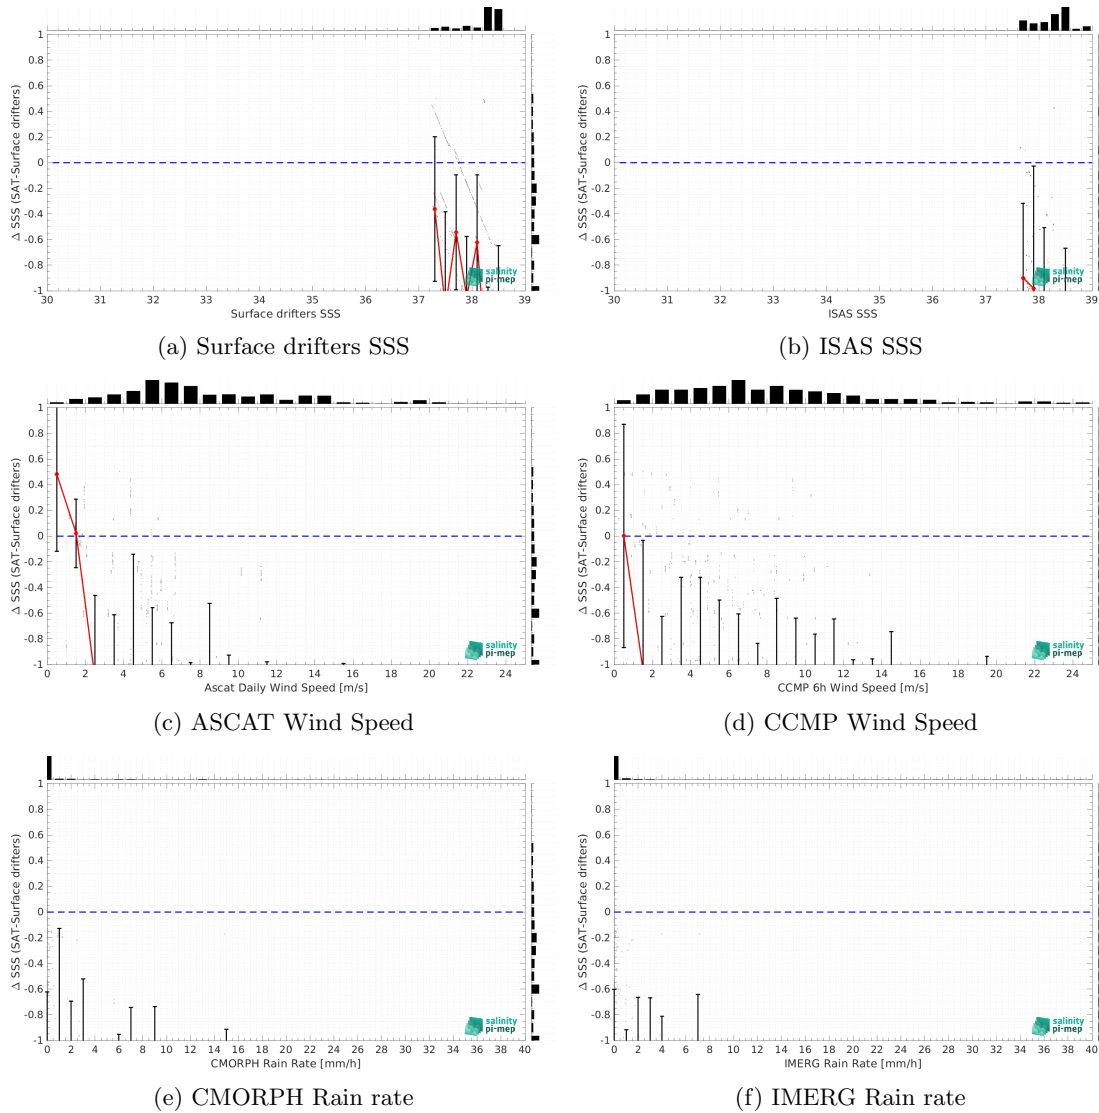 1
0.8
0.6
0.4
0.2
0
-0.2
-0.4
-0.6
-0.8
-1
Δ SSS (SAT-Surface drifters)
30 31 32 33 34 35 36 37 38 39
Surface drifters SSS
salinity
pi-mep
(a) Surface drifters SSS
1
0.8
0.6
0.4
0.2
0
-0.2
-0.4
-0.6
-0.8
-1
Δ SSS (SAT-Surface drifters)
30 31 32 33 34 35 36 37 38 39
ISAS SSS
salinity
pi-mep
(b) ISAS SSS
1
0.8
0.6
0.4
0.2
0
-0.2
-0.4
-0.6
-0.8
-1
Δ SSS (SAT-Surface drifters)
0 2 4 6 8 10 12 14 16 18 20 22 24
Ascat Daily Wind Speed [m/s]
salinity
pi-mep
(c) ASCAT Wind Speed
1
0.8
0.6
0.4
0.2
0
-0.2
-0.4
-0.6
-0.8
-1
Δ SSS (SAT-Surface drifters)
0 2 4 6 8 10 12 14 16 18 20 22 24
CCMP 6h Wind Speed [m/s]
salinity
pi-mep
(d) CCMP Wind Speed
1
0.8
0.6
0.4
0.2
0
-0.2
-0.4
-0.6
-0.8
-1
Δ SSS (SAT-Surface drifters)
0 2 4 6 8 10 12 14 16 18 20 22 24 26 28 30 32 34 36 38 40
CMORPH Rain Rate [mm/h]
salinity
pi-mep
(e) CMORPH Rain rate
1
0.8
0.6
0.4
0.2
0
-0.2
-0.4
-0.6
-0.8
-1
Δ SSS (SAT-Surface drifters)
0 2 4 6 8 10 12 14 16 18 20 22 24 26 28 30 32 34 36 38 40
IMERG Rain Rate [mm/h]
salinity
pi-mep
(f) IMERG Rain rate